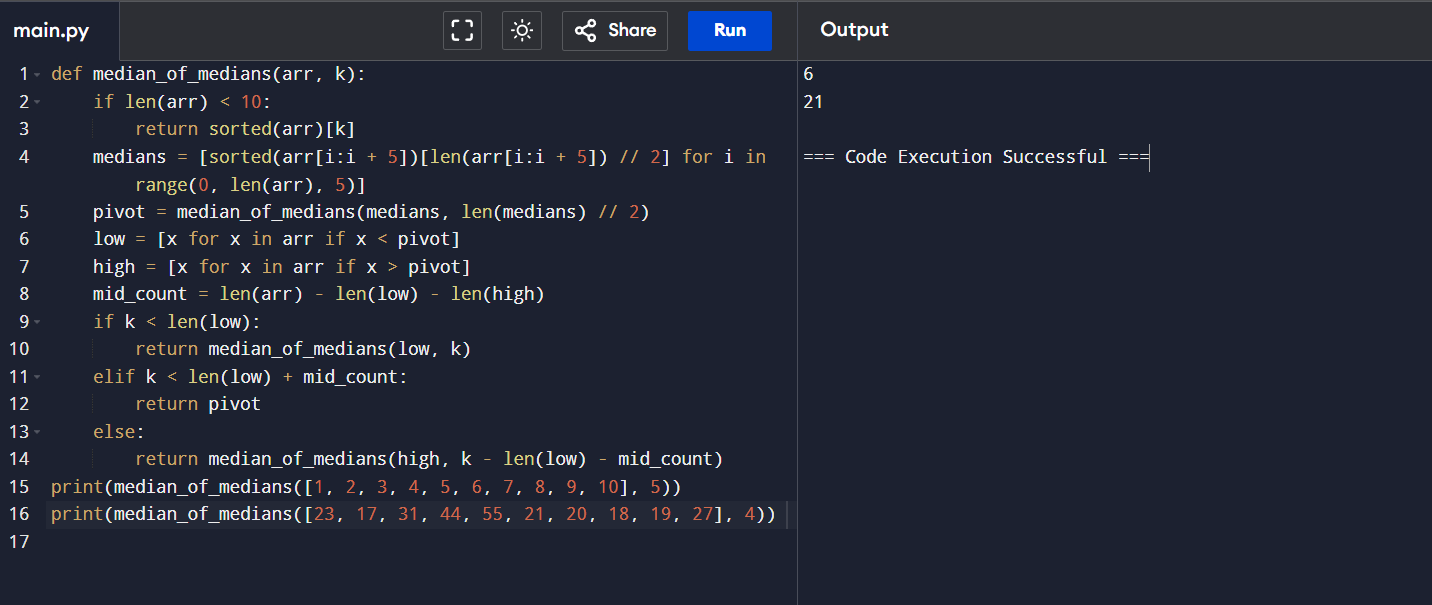 main.py
Share
Run
Output
1 def median_of_medians(arr, k):
2     if len(arr) < 10:
3         return sorted(arr)[k]
4     medians = [sorted(arr[i:i + 5])[len(arr[i:i + 5]) // 2] for i in
        range(0, len(arr), 5)]
5     pivot = median_of_medians(medians, len(medians) // 2)
6     low = [x for x in arr if x < pivot]
7     high = [x for x in arr if x > pivot]
8     mid_count = len(arr) - len(low) - len(high)
9     if k < len(low):
10         return median_of_medians(low, k)
11     elif k < len(low) + mid_count:
12         return pivot
13     else:
14         return median_of_medians(high, k - len(low) - mid_count)
15 print(median_of_medians([1, 2, 3, 4, 5, 6, 7, 8, 9, 10], 5))
16 print(median_of_medians([23, 17, 31, 44, 55, 21, 20, 18, 19, 27], 4))
17
6
21
=== Code Execution Successful ===